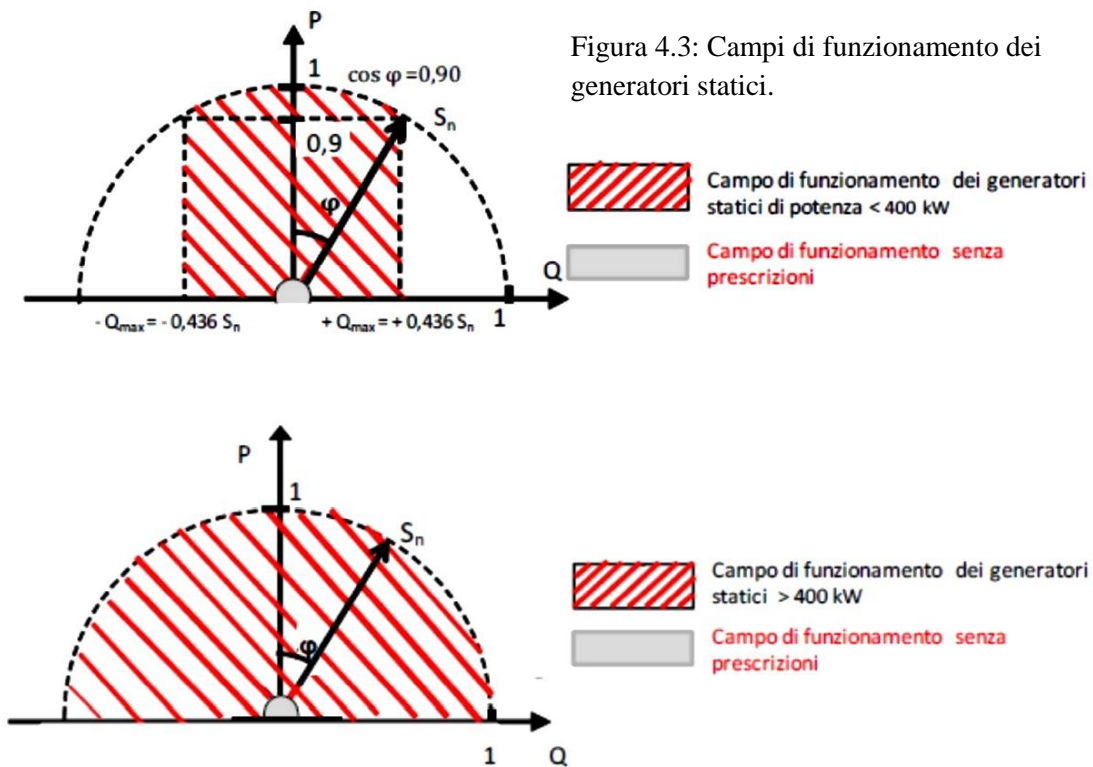 Figura 4.3: Campi di funzionamento dei
generatori statici.
P
1
cos φ =0,90
Sn
0,9
φ
Q
- Qmax = - 0,436 Sn
+ Qmax = + 0,436 Sn
1
Campo di funzionamento dei generatori
statici di potenza < 400 kW
Campo di funzionamento senza
prescrizioni
P
1
Sn
φ
1
Q
Campo di funzionamento dei generatori
statici > 400 kW
Campo di funzionamento senza
prescrizioni